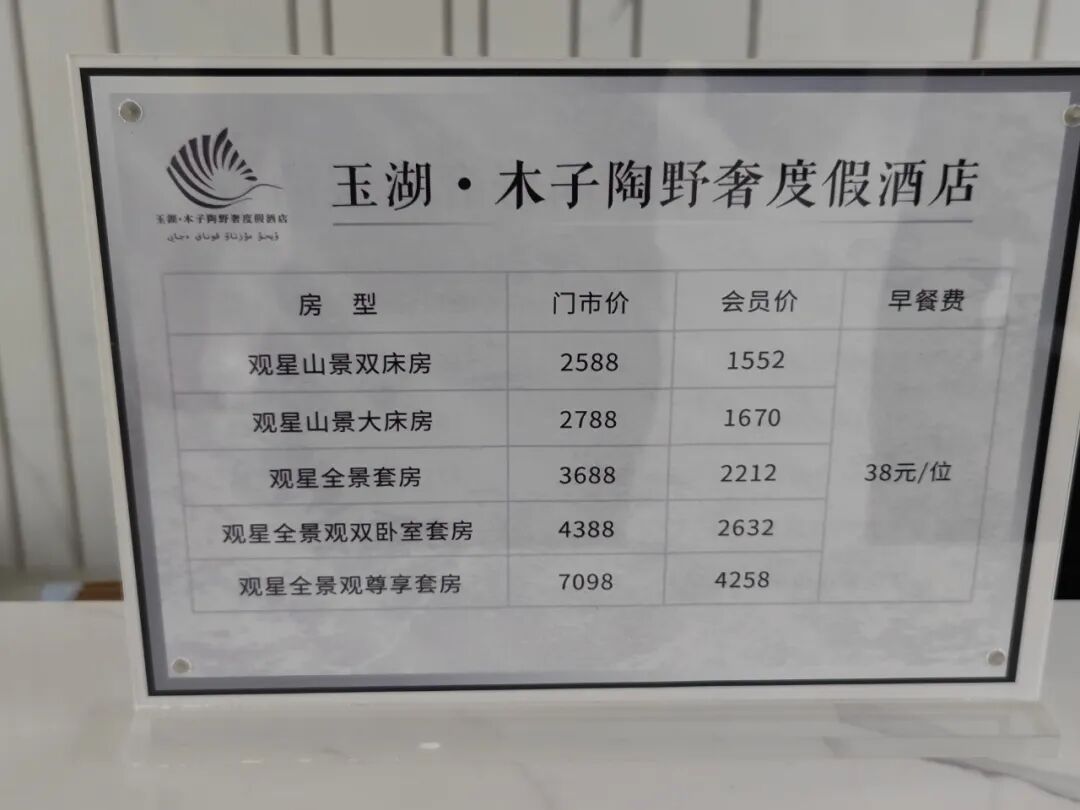 玉湖·木子陶野奢度假酒店
玉湖·木子陶野奢度假酒店
房 型 门市价 会员价 早餐费
观星山景双床房 2588 1552
观星山景大床房 2788 1670
观星全景套房 3688 2212 38元/位
观星全景观双卧室套房 4388 2632
观星全景观尊享套房 7098 4258